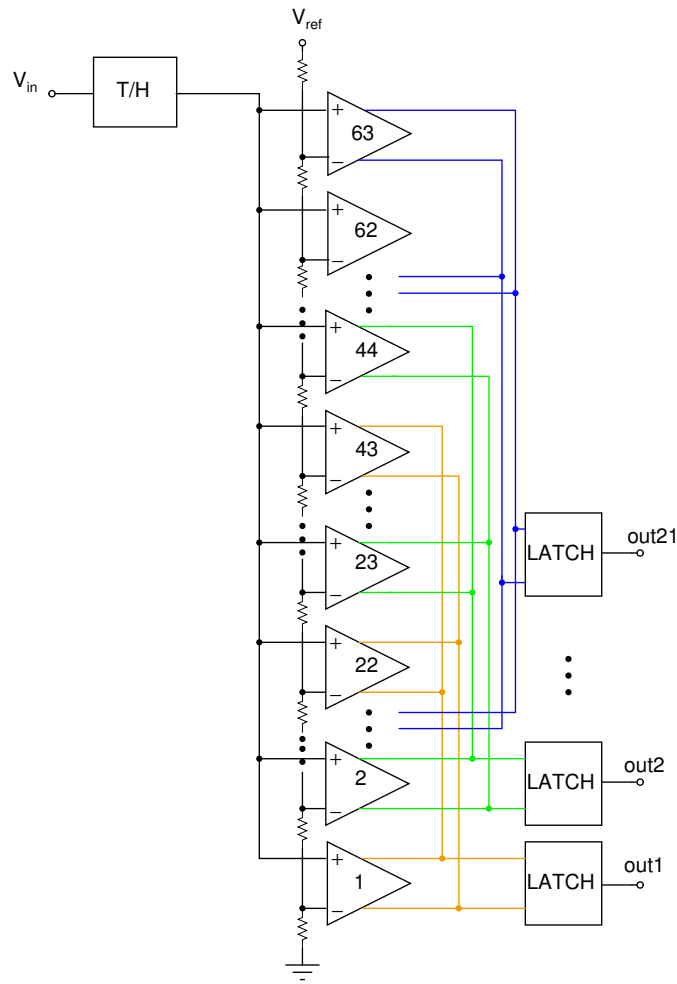 Vref
Vin
T/H
+
63
−
+
62
−
+
44
−
+
43
−
+
23
−
LATCH
out21
+
22
−
+
2
−
LATCH
out2
+
1
−
LATCH
out1